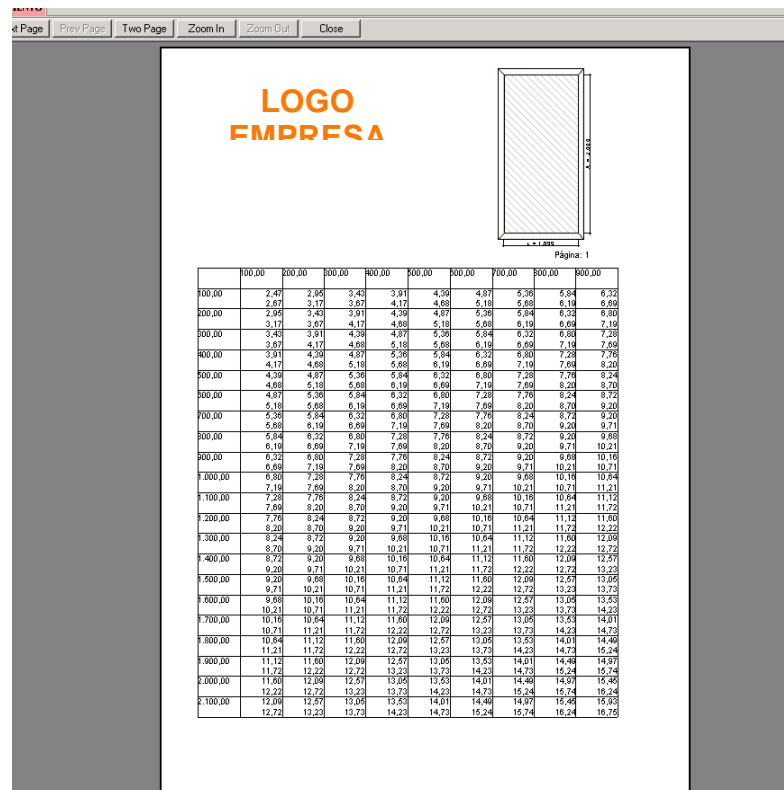 xt Page Prev Page Two Page Zoom In Zoom Out Close
LOGO
EMPRESA
Página: 1
100,00 200,00 300,00 400,00 500,00 600,00 700,00 800,00 900,00
100,00 2,47 2,95 3,43 3,91 4,39 4,87 5,36 5,84 6,32
2,67 3,17 3,67 4,17 4,68 5,18 5,68 6,19 6,69
200,00 2,95 3,43 3,91 4,39 4,87 5,36 5,84 6,32 6,80
3,17 3,67 4,17 4,68 5,18 5,68 6,19 6,69 7,19
300,00 3,43 3,91 4,39 4,87 5,36 5,84 6,32 6,80 7,28
3,67 4,17 4,68 5,18 5,68 6,19 6,69 7,19 7,69
400,00 3,91 4,39 4,87 5,36 5,84 6,32 6,80 7,28 7,76
4,17 4,68 5,18 5,68 6,19 6,69 7,19 7,69 8,20
500,00 4,39 4,87 5,36 5,84 6,32 6,80 7,28 7,76 8,24
4,68 5,18 5,68 6,19 6,69 7,19 7,69 8,20 8,70
600,00 4,87 5,36 5,84 6,32 6,80 7,28 7,76 8,24 8,72
5,18 5,68 6,19 6,69 7,19 7,69 8,20 8,70 9,20
700,00 5,36 5,84 6,32 6,80 7,28 7,76 8,24 8,72 9,20
5,68 6,19 6,69 7,19 7,69 8,20 8,70 9,20 9,71
800,00 5,84 6,32 6,80 7,28 7,76 8,24 8,72 9,20 9,68
6,19 6,69 7,19 7,69 8,20 8,70 9,20 9,71 10,21
900,00 6,32 6,80 7,28 7,76 8,24 8,72 9,20 9,68 10,16
6,69 7,19 7,69 8,20 8,70 9,20 9,71 10,21 10,71
1.000,00 6,80 7,28 7,76 8,24 8,72 9,20 9,68 10,16 10,64
7,19 7,69 8,20 8,70 9,20 9,71 10,21 10,71 11,21
1.100,00 7,28 7,76 8,24 8,72 9,20 9,68 10,16 10,64 11,12
7,69 8,20 8,70 9,20 9,71 10,21 10,71 11,21 11,72
1.200,00 7,76 8,24 8,72 9,20 9,68 10,16 10,64 11,12 11,60
8,20 8,70 9,20 9,71 10,21 10,71 11,21 11,72 12,22
1.300,00 8,24 8,72 9,20 9,68 10,16 10,64 11,12 11,60 12,09
8,70 9,20 9,71 10,21 10,71 11,21 11,72 12,22 12,72
1.400,00 8,72 9,20 9,68 10,16 10,64 11,12 11,60 12,09 12,57
9,20 9,71 10,21 10,71 11,21 11,72 12,22 12,72 13,23
1.500,00 9,20 9,68 10,16 10,64 11,12 11,60 12,09 12,57 13,05
9,71 10,21 10,71 11,21 11,72 12,22 12,72 13,23 13,73
1.600,00 9,68 10,16 10,64 11,12 11,60 12,09 12,57 13,05 13,53
10,21 10,71 11,21 11,72 12,22 12,72 13,23 13,73 14,23
1.700,00 10,16 10,64 11,12 11,60 12,09 12,57 13,05 13,53 14,01
10,71 11,21 11,72 12,22 12,72 13,23 13,73 14,23 14,73
1.800,00 10,64 11,12 11,60 12,09 12,57 13,05 13,53 14,01 14,49
11,21 11,72 12,22 12,72 13,23 13,73 14,23 14,73 15,24
1.900,00 11,12 11,60 12,09 12,57 13,05 13,53 14,01 14,49 14,97
11,72 12,22 12,72 13,23 13,73 14,23 14,73 15,24 15,74
2.000,00 11,60 12,09 12,57 13,05 13,53 14,01 14,49 14,97 15,45
12,22 12,72 13,23 13,73 14,23 14,73 15,24 15,74 16,24
2.100,00 12,09 12,57 13,05 13,53 14,01 14,49 14,97 15,45 15,93
12,72 13,23 13,73 14,23 14,73 15,24 15,74 16,24 16,75